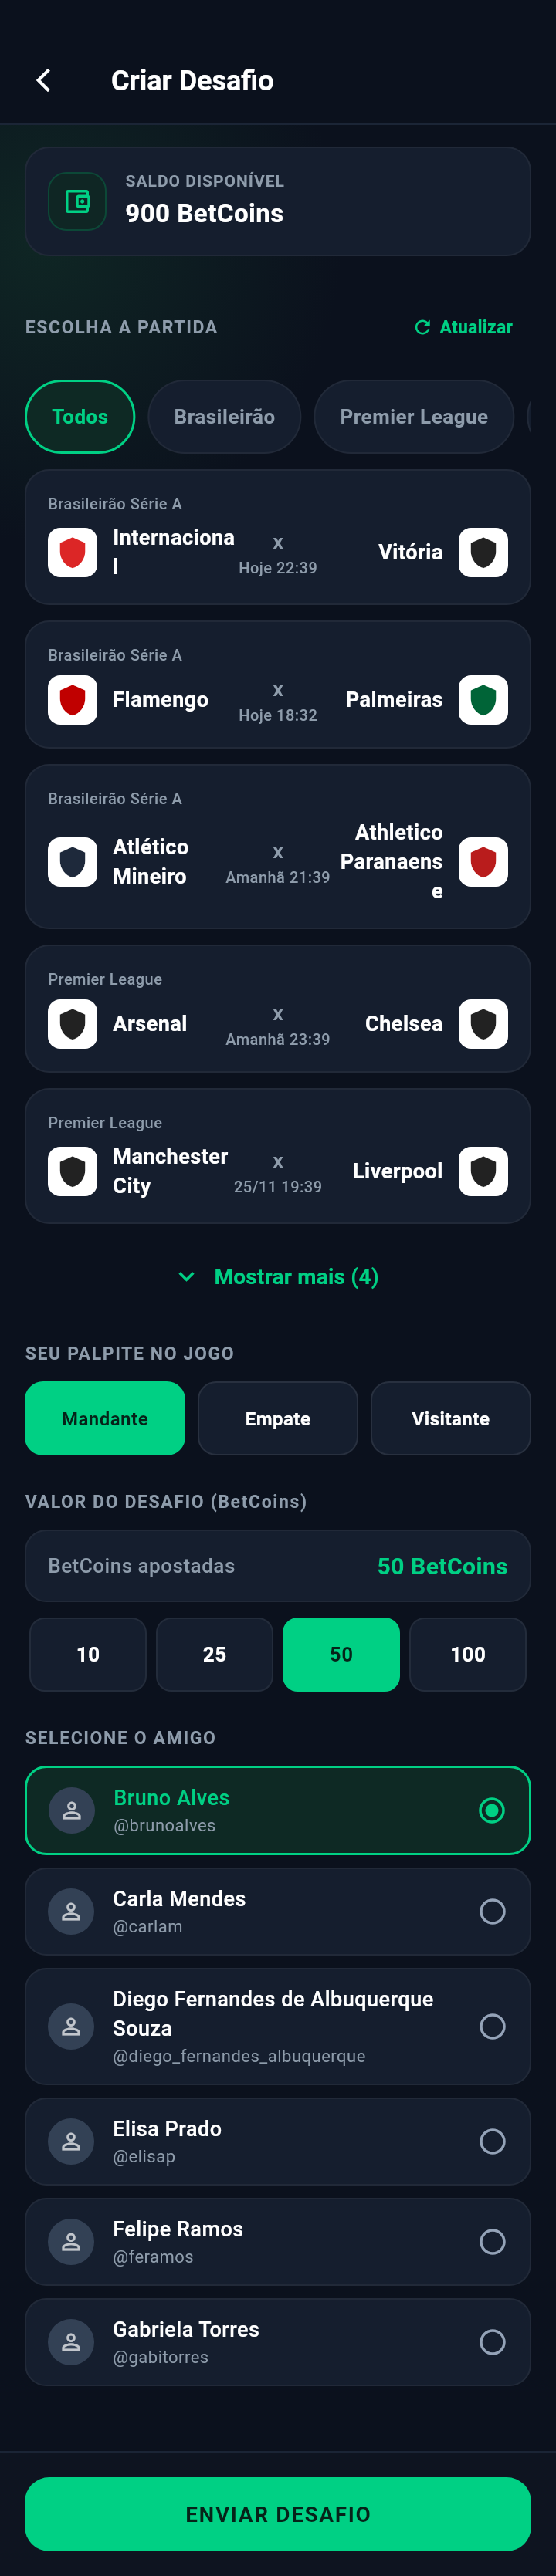 Criar Desafio
SALDO DISPONÍVEL
900 BetCoins
ESCOLHA A PARTIDA
Atualizar
Todos
Brasileirão
Premier League
Brasileirão Série A
Internaciona
l
x
Hoje 22:39
Vitória
Brasileirão Série A
Flamengo
x
Hoje 18:32
Palmeiras
Brasileirão Série A
Atlético
Mineiro
x
Amanhã 21:39
Athletico
Paranaens
e
Premier League
Arsenal
x
Amanhã 23:39
Chelsea
Premier League
Manchester
City
x
25/11 19:39
Liverpool
Mostrar mais (4)
SEU PALPITE NO JOGO
Mandante
Empate
Visitante
VALOR DO DESAFIO (BetCoins)
BetCoins apostadas
50 BetCoins
10
25
50
100
SELECIONE O AMIGO
Bruno Alves
@brunoalves
Carla Mendes
@carlam
Diego Fernandes de Albuquerque
Souza
@diego_fernandes_albuquerque
Elisa Prado
@elisap
Felipe Ramos
@feramos
Gabriela Torres
@gabitorres
ENVIAR DESAFIO